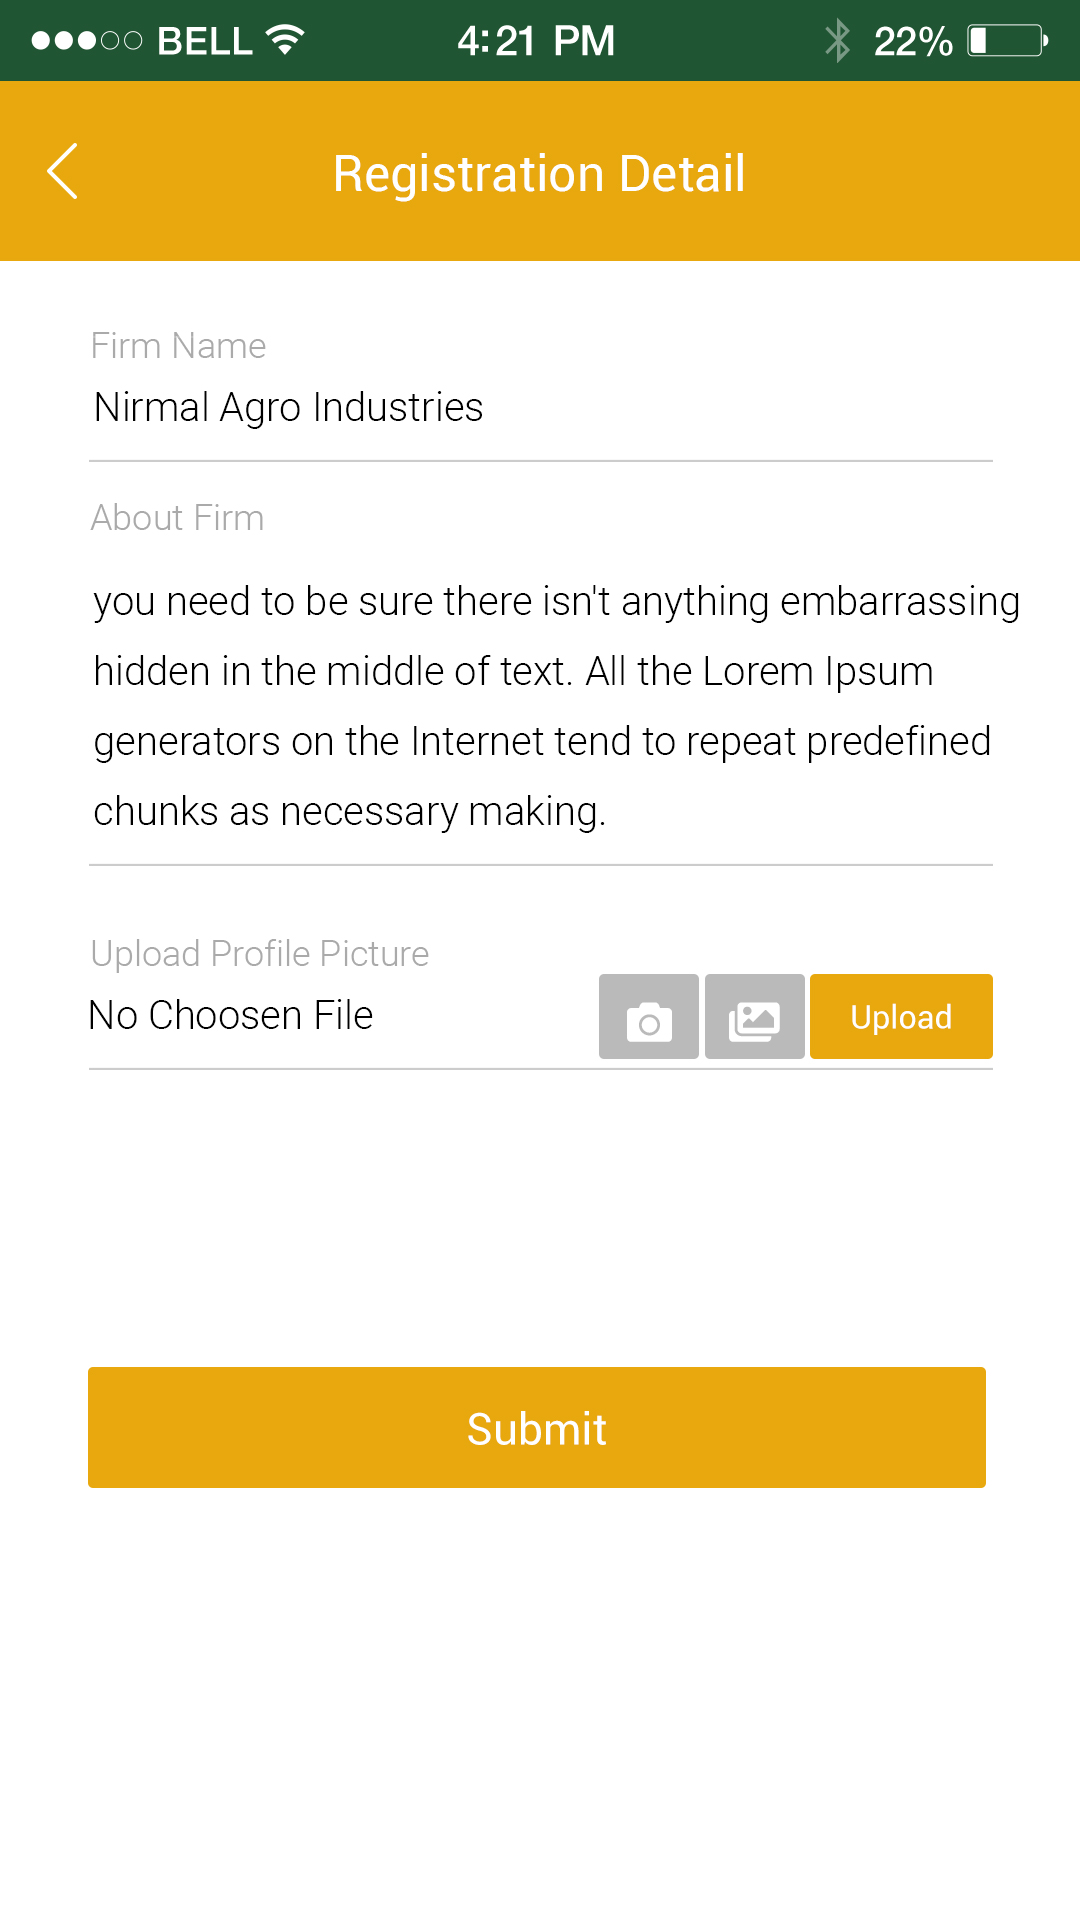 BELL 4:21 PM 22%
Registration Detail
Firm Name
Nirmal Agro Industries
About Firm
you need to be sure there isn't anything embarrassing
hidden in the middle of text. All the Lorem Ipsum
generators on the Internet tend to repeat predefined
chunks as necessary making.
Upload Profile Picture
No Choosen File
Upload
Submit